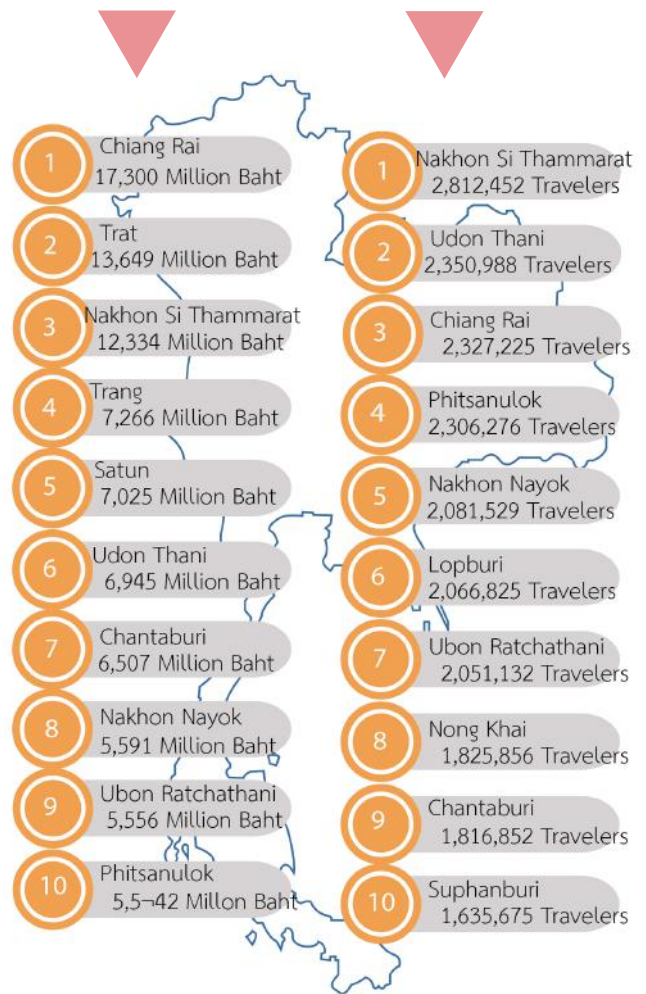 1
Chiang Rai
17,300 Million Baht
2
Trat
13,649 Million Baht
3
Nakhon Si Thammarat
12,334 Million Baht
4
Trang
7,266 Million Baht
5
Satun
7,025 Million Baht
6
Udon Thani
6,945 Million Baht
7
Chantaburi
6,507 Million Baht
8
Nakhon Nayok
5,591 Million Baht
9
Ubon Ratchathani
5,556 Million Baht
10
Phitsanulok
5,5¬42 Millon Baht
1
Nakhon Si Thammarat
2,812,452 Travelers
2
Udon Thani
2,350,988 Travelers
3
Chiang Rai
2,327,225 Travelers
4
Phitsanulok
2,306,276 Travelers
5
Nakhon Nayok
2,081,529 Travelers
6
Lopburi
2,066,825 Travelers
7
Ubon Ratchathani
2,051,132 Travelers
8
Nong Khai
1,825,856 Travelers
9
Chantaburi
1,816,852 Travelers
10
Suphanburi
1,635,675 Travelers